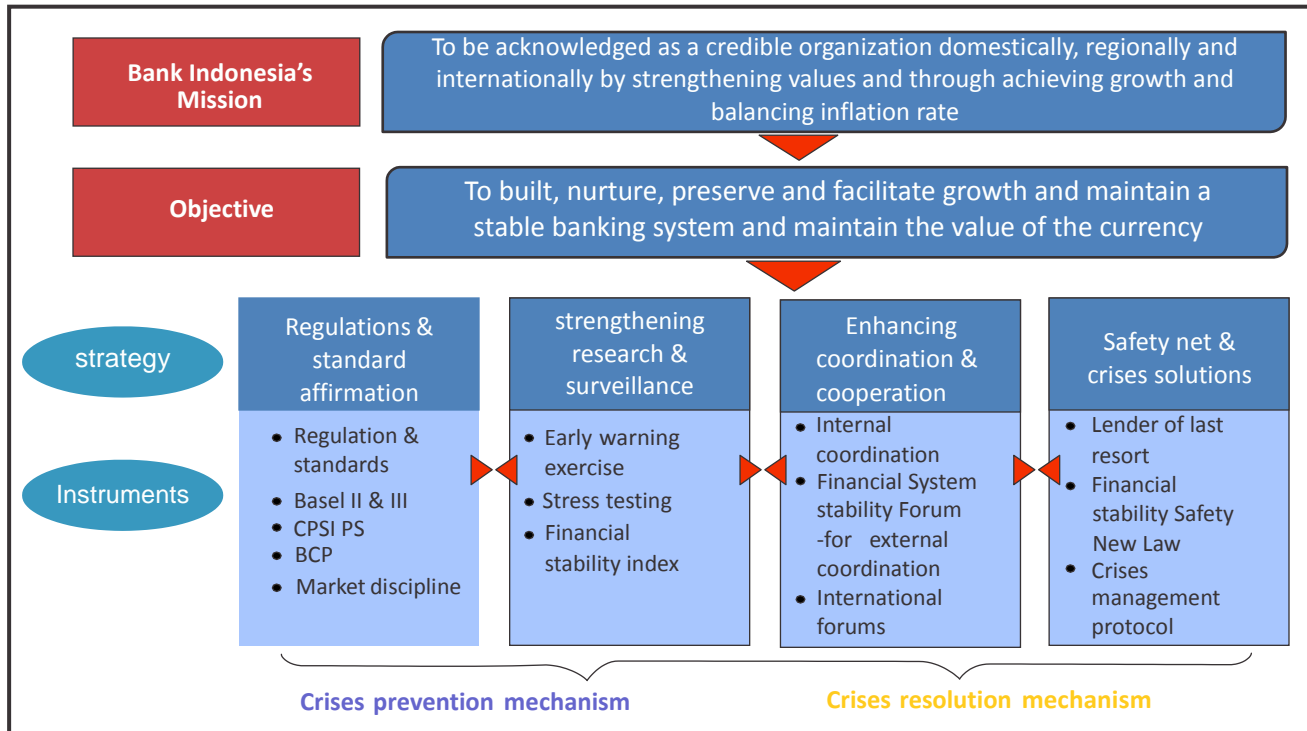 Bank Indonesia's
Mission
To be acknowledged as a credible organization domestically, regionally and
internationally by strengthening values and through achieving growth and
balancing inflation rate
Objective
To built, nurture, preserve and facilitate growth and maintain a
stable banking system and maintain the value of the currency
strategy
Regulations &
standard
affirmation
strengthening
research &
surveillance
Enhancing
coordination &
cooperation
Safety net &
crises solutions
Instruments
• Regulation &
standards
• Basel II & III
• CPSI PS
• BCP
• Market discipline
• Early warning
exercise
• Stress testing
• Financial
stability index
• Internal
coordination
• Financial System
stability Forum
-for external
coordination
• International
forums
• Lender of last
resort
• Financial
stability Safety
New Law
• Crises
management
protocol
Crises prevention mechanism
Crises resolution mechanism